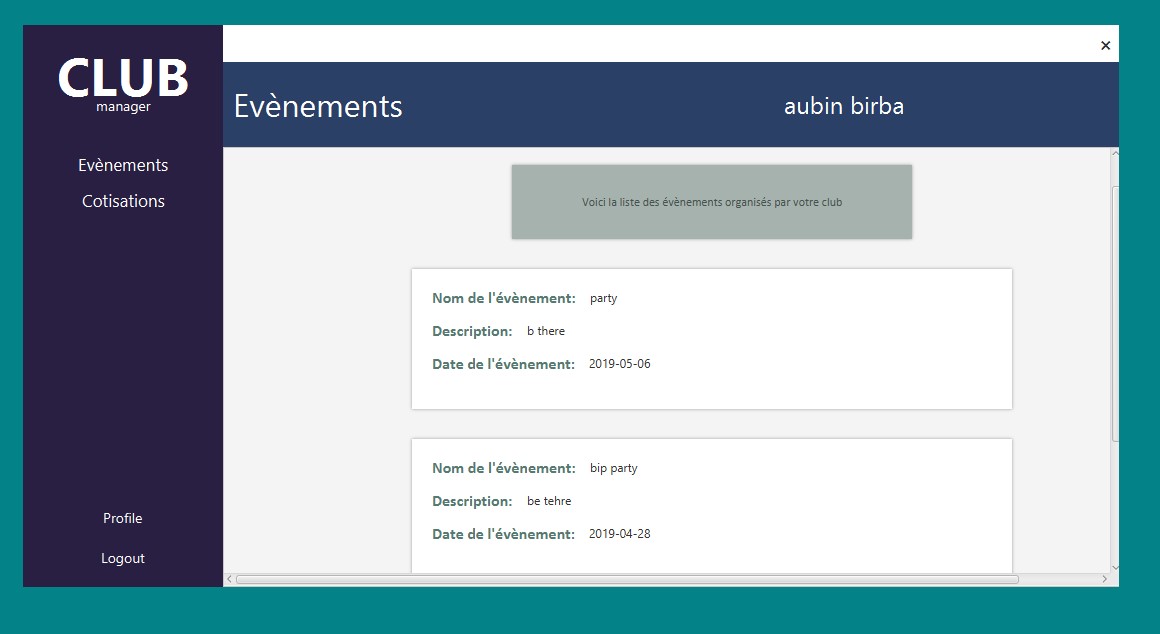 CLUB
manager
Evènements
Cotisations
Profile
Logout
×
Evènements
aubin birba
Voici la liste des évènements organisés par votre club
Nom de l'évènement: party
Description: b there
Date de l'évènement: 2019-05-06
Nom de l'évènement: bip party
Description: be tehre
Date de l'évènement: 2019-04-28